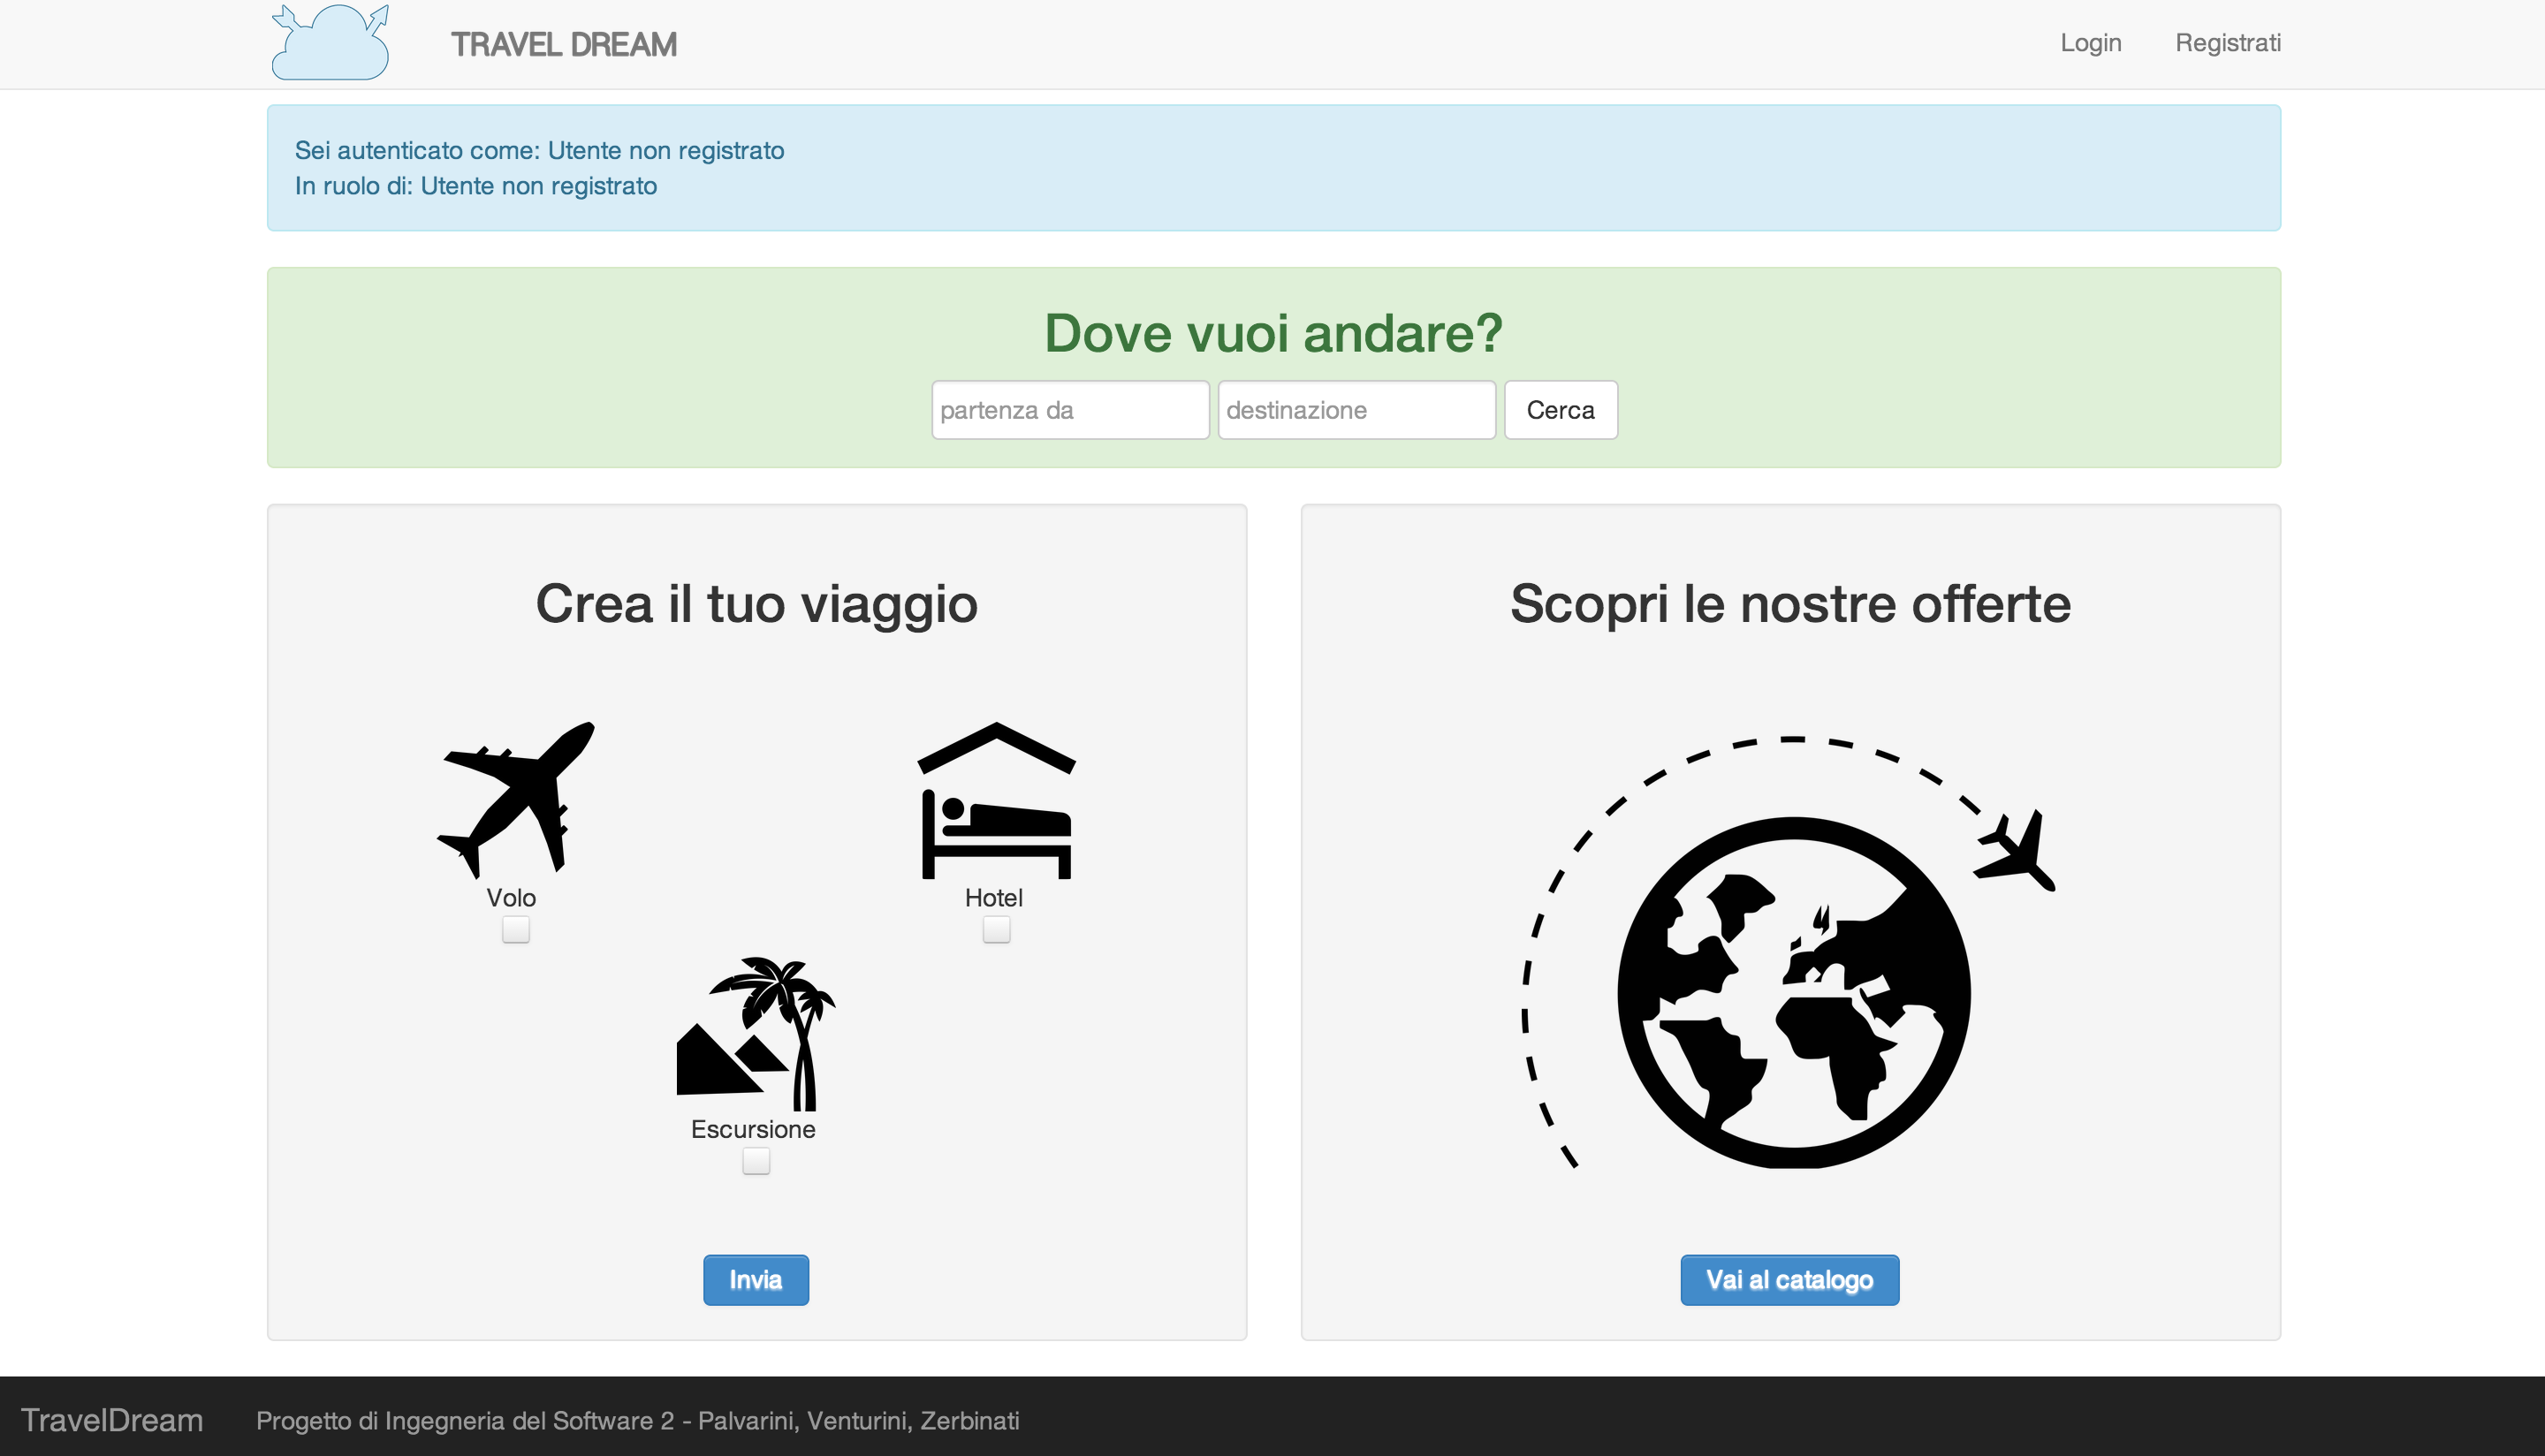 TRAVEL DREAM
Login
Registrati
Sei autenticato come: Utente non registrato
In ruolo di: Utente non registrato
Dove vuoi andare?
partenza da
destinazione
Cerca
Crea il tuo viaggio
Volo
Hotel
Escursione
Invia
Scopri le nostre offerte
Vai al catalogo
TravelDream
Progetto di Ingegneria del Software 2 - Palvarini, Venturini, Zerbinati